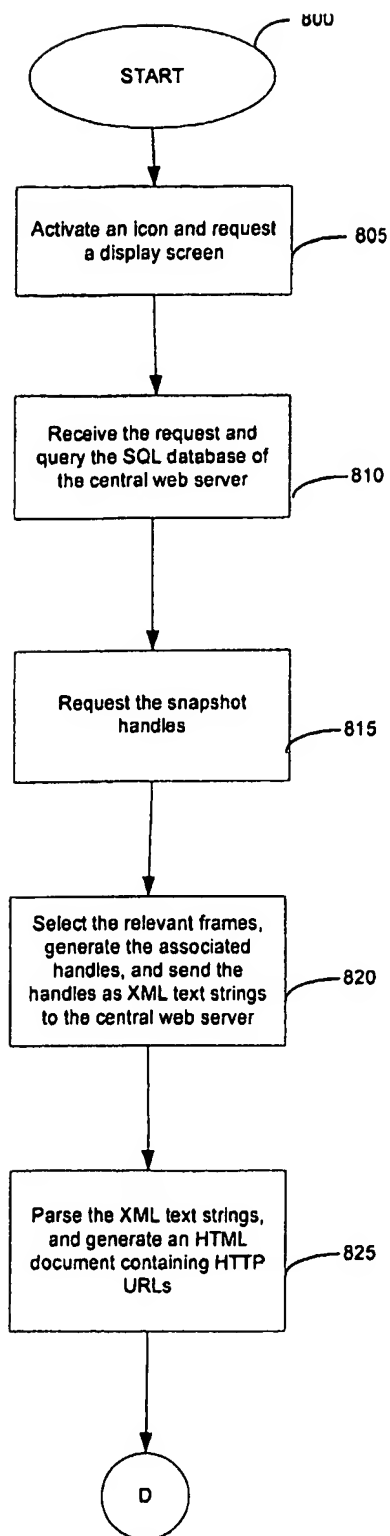 800
START
Activate an icon and request
a display screen
805
Receive the request and
query the SQL database of
the central web server
810
Request the snapshot
handles
815
Select the relevant frames,
generate the associated
handles, and send the
handles as XML text strings
to the central web server
820
Parse the XML text strings,
and generate an HTML
document containing HTTP
URLs
825
D